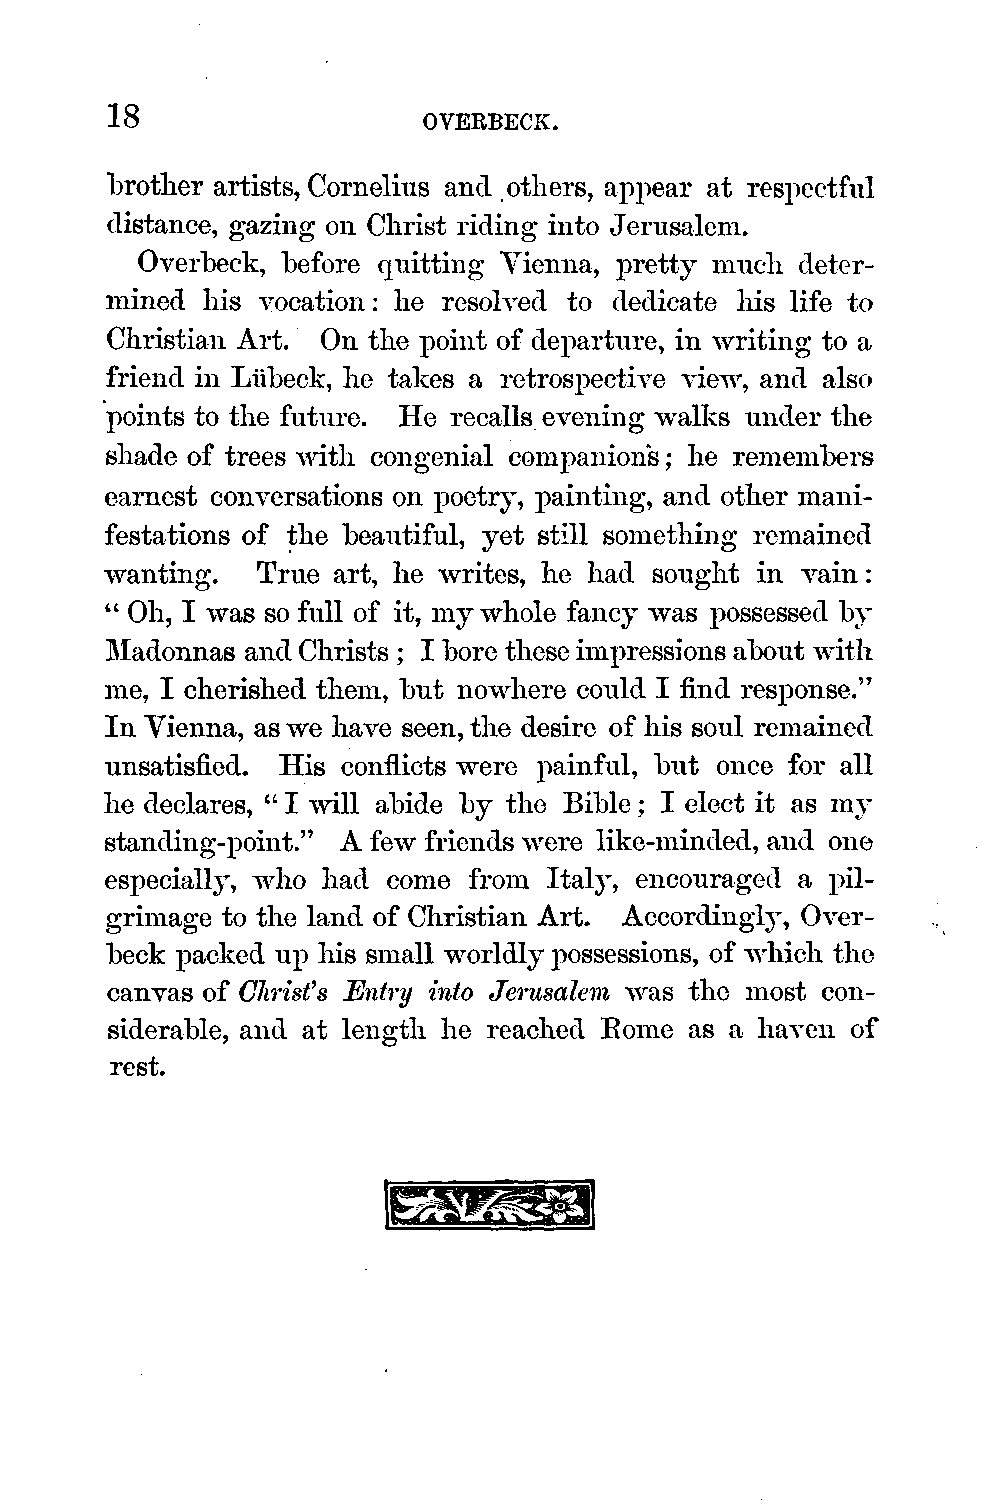 18 OVERBECK.
brother artists, Cornelius and others, appear at respectful
distance, gazing on Christ riding into Jerusalem.
Overbeck, before quitting Vienna, pretty much deter-
mined his vocation: he resolved to dedicate his life to
Christian Art. On the point of departure, in writing to a
friend in Lübeck, he takes a retrospective view, and also
points to the future. He recalls evening walks under the
shade of trees with congenial companions; he remembers
earnest conversations on poetry, painting, and other mani-
festations of the beautiful, yet still something remained
wanting. True art, he writes, he had sought in vain:
"Oh, I was so full of it, my whole fancy was possessed by
Madonnas and Christs; I bore these impressions about with
me, I cherished them, but nowhere could I find response."
In Vienna, as we have seen, the desire of his soul remained
unsatisfied. His conflicts were painful, but once for all
he declares, "I will abide by the Bible; I elect it as my
standing-point." A few friends were like-minded, and one
especially, who had come from Italy, encouraged a pil-
grimage to the land of Christian Art. Accordingly, Over-
beck packed up his small worldly possessions, of which the
canvas of Christ's Entry into Jerusalem was the most con-
siderable, and at length he reached Rome as a haven of
rest.